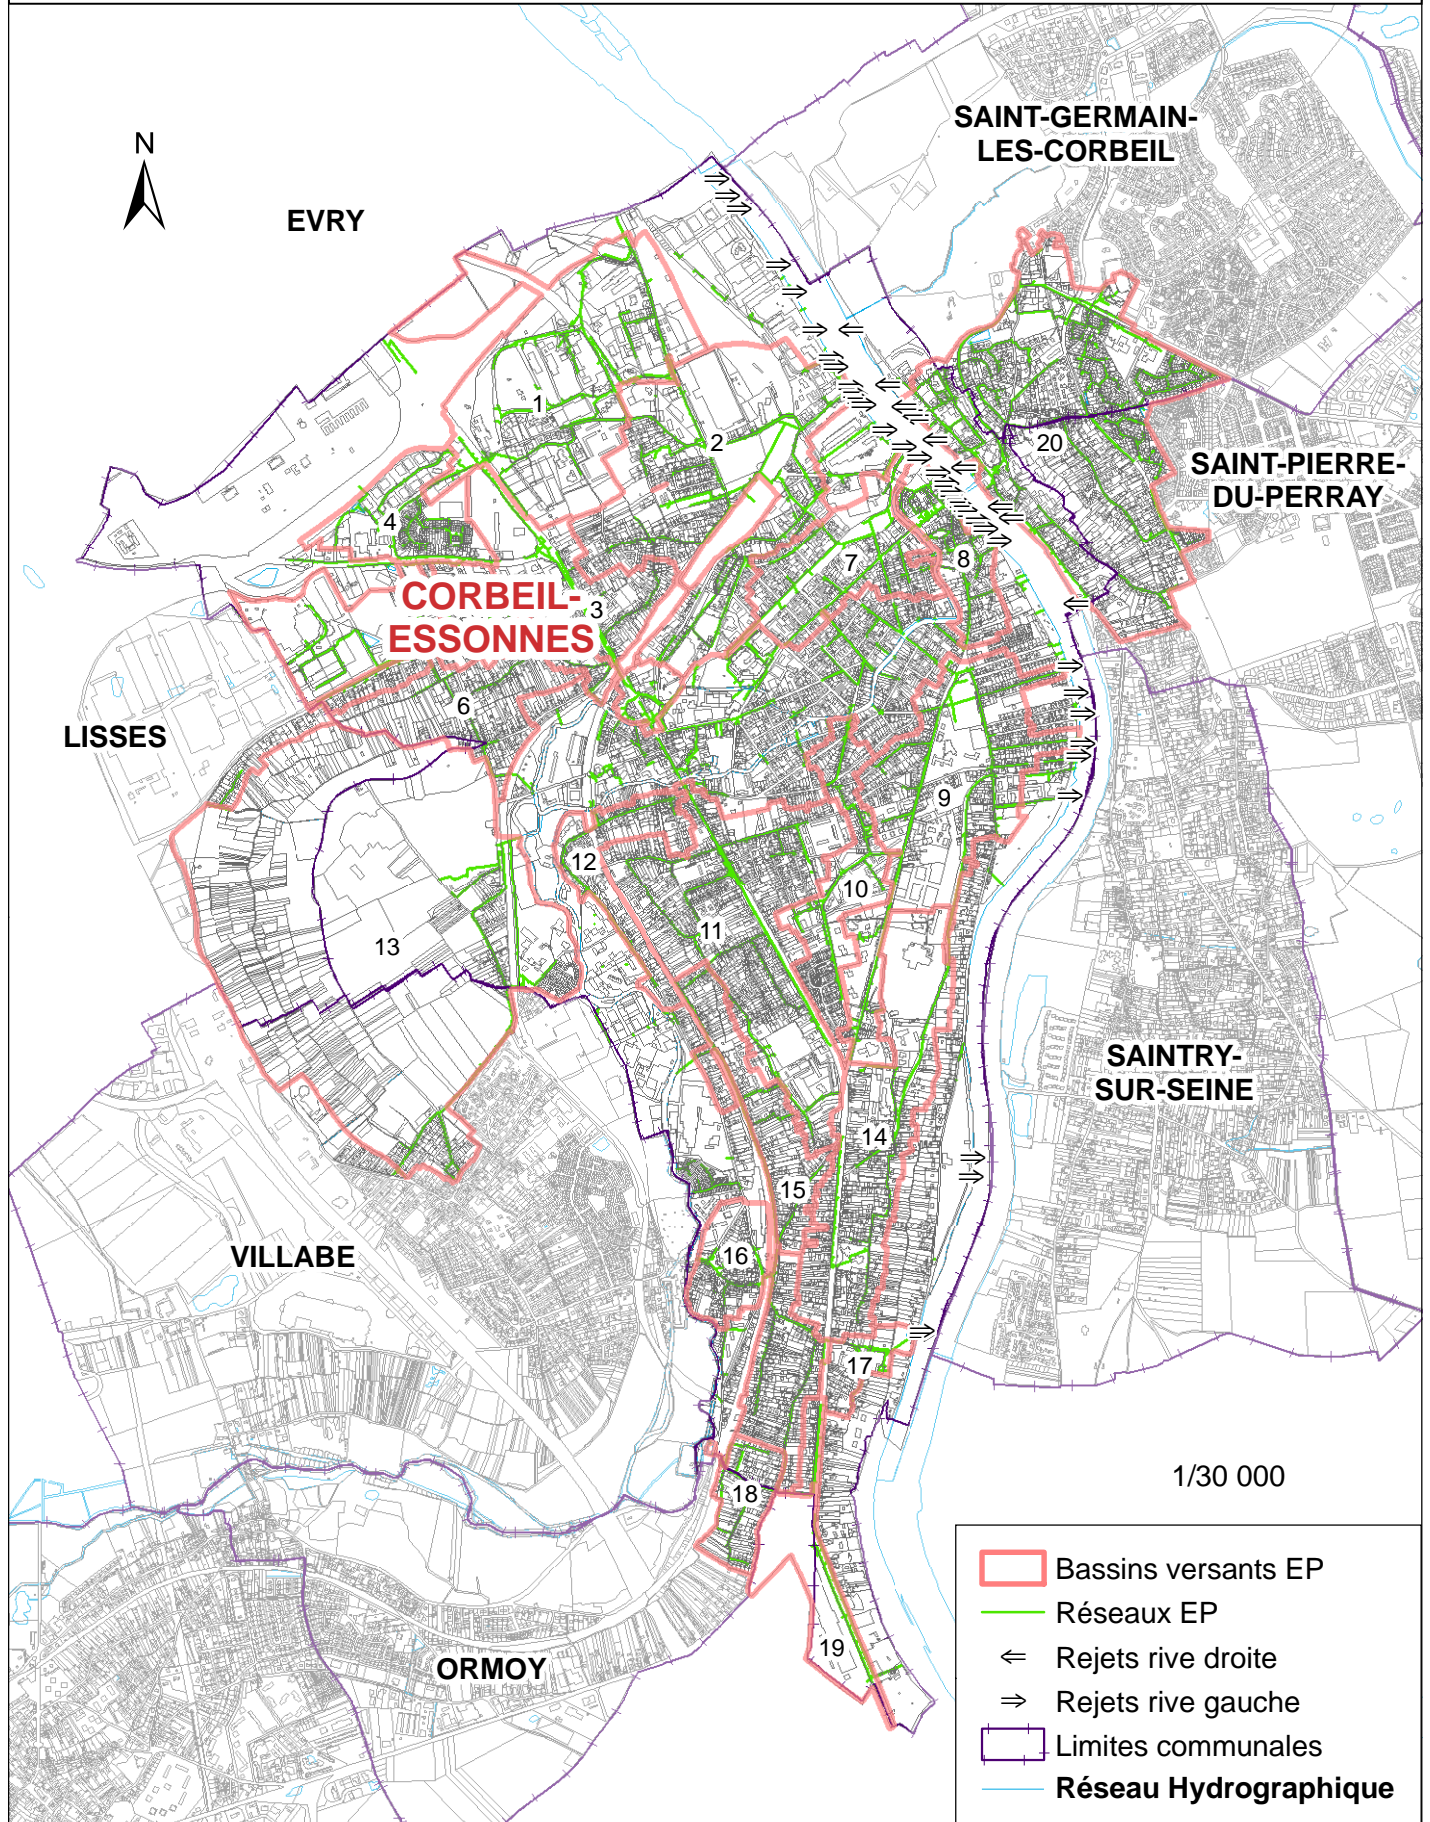 SAINT-GERMAIN-
LES-CORBEIL
N
EVRY
1
2
20
SAINT-PIERRE-
DU-PERRAY
4
7
8
CORBEIL-
ESSONNES
3
6
LISSES
9
12
10
11
13
SAINTRY-
SUR-SEINE
14
15
16
VILLABE
17
18
1/30 000
19
ORMOY
Bassins versants EP
Réseaux EP
Rejets rive droite
Rejets rive gauche
Limites communales
Réseau Hydrographique